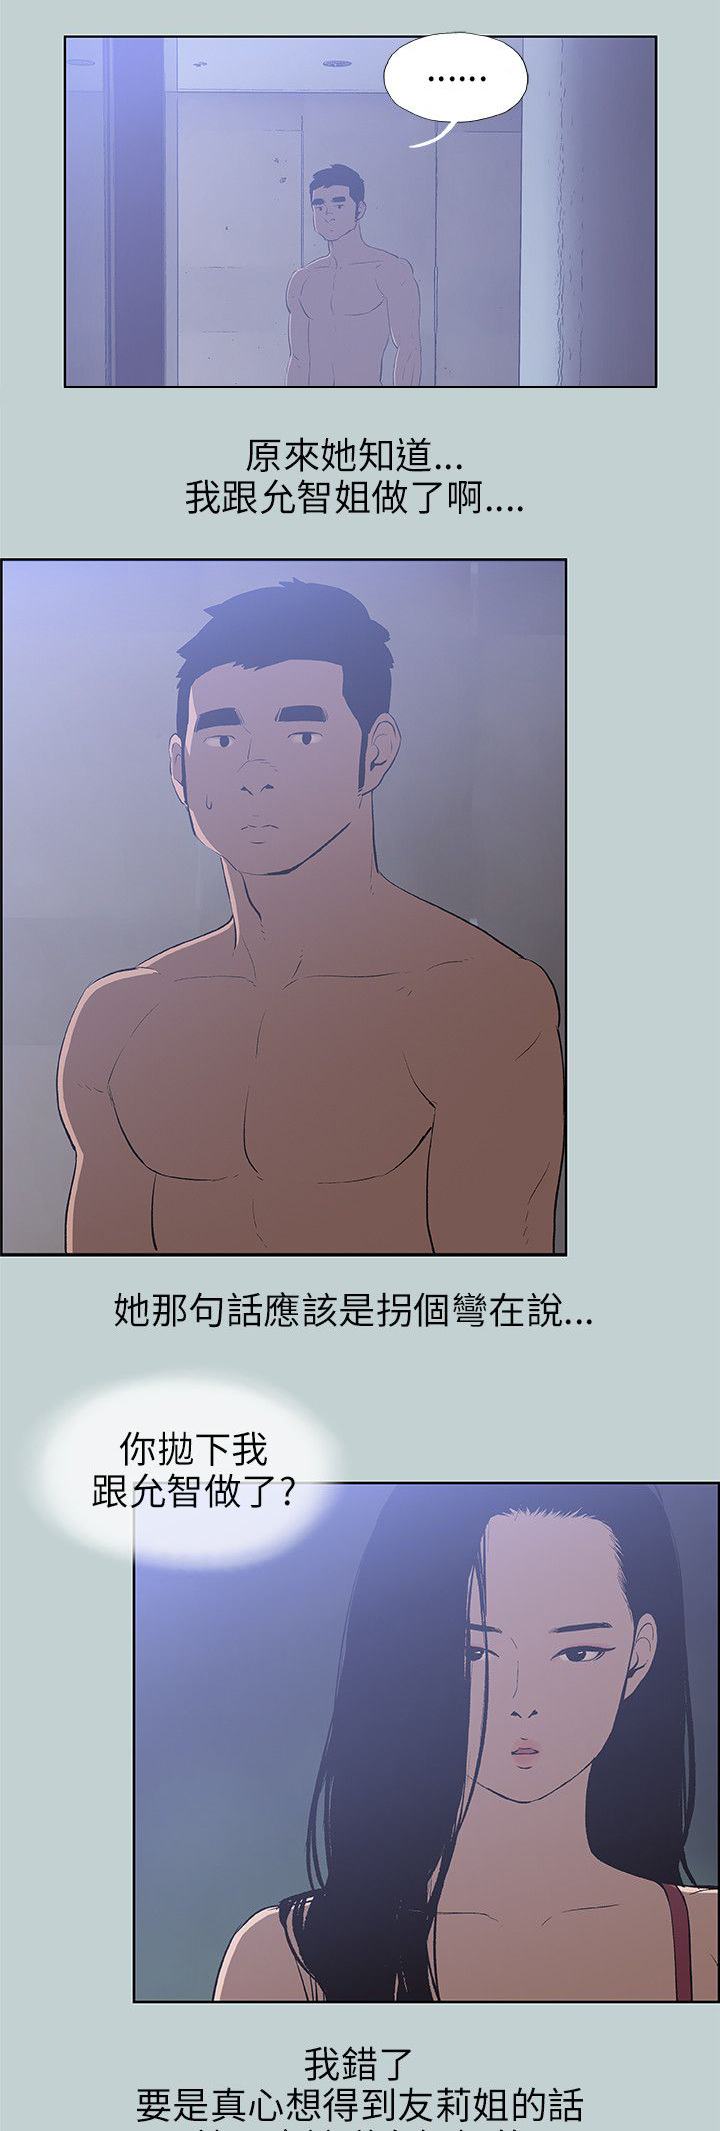 ......
原來她知道...
我跟允智姐做了啊....
她那句話應該是拐個彎在說...
你拋下我
跟允智做了?
我錯了
要是真心想得到友莉姐的話